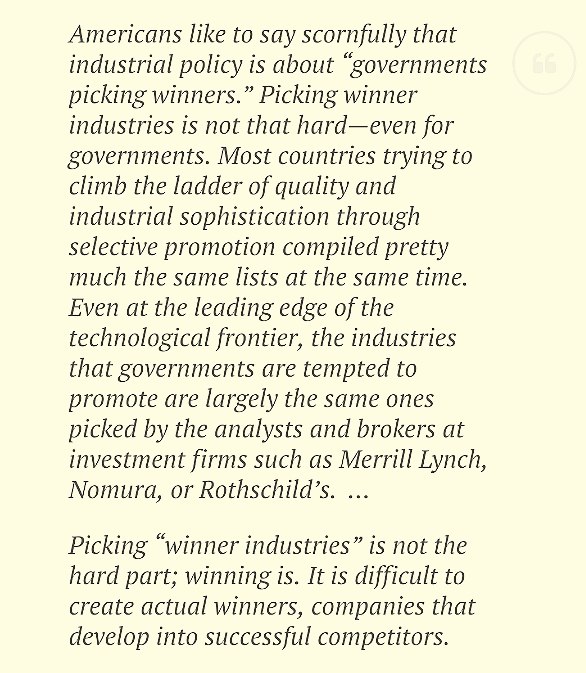 Americans like to say scornfully that
industrial policy is about “governments
picking winners.” Picking winner
industries is not that hard—even for
governments. Most countries trying to
climb the ladder of quality and
industrial sophistication through
selective promotion compiled pretty
much the same lists at the same time.
Even at the leading edge of the
technological frontier, the industries
that governments are tempted to
promote are largely the same ones
picked by the analysts and brokers at
investment firms such as Merrill Lynch,
Nomura, or Rothschild’s. …
Picking “winner industries” is not the
hard part; winning is. It is difficult to
create actual winners, companies that
develop into successful competitors.